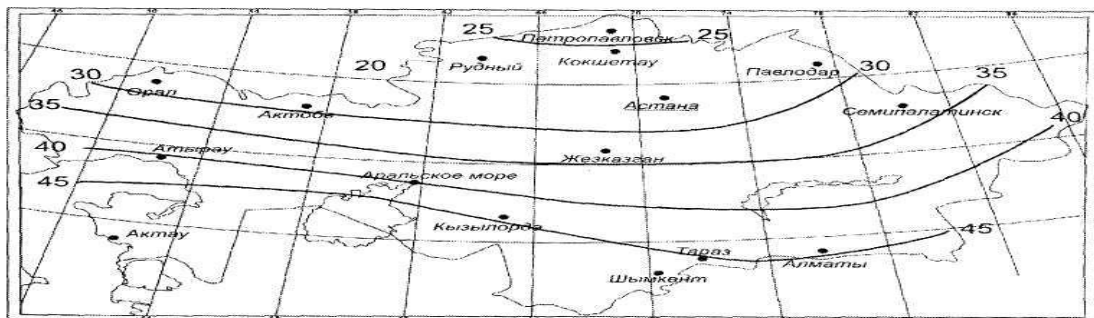 25 Петропавловск 25
Рудный Кокшетау
20 Павлодар
30 Орал Астана 30 35
35 Актобе Семипалатинск 40
40 Атырау Жезказган
45 Аральское море
Актау Кызылорда 45
Тараз Алматы
Шымкент